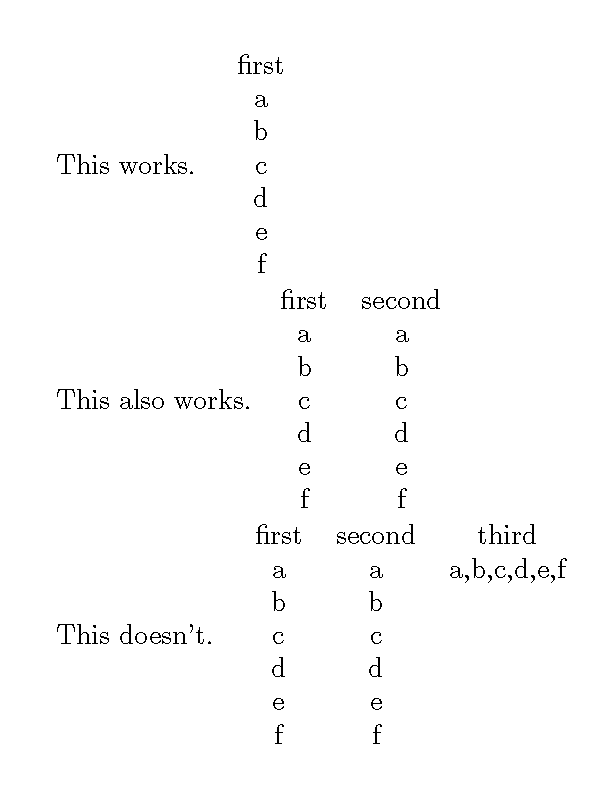 first
a
b
This works. c
d
e
f
first second
a a
b b
This also works. c c
d d
e e
f f
first second third
a a a,b,c,d,e,f
b b
This doesn't. c c
d d
e e
f f